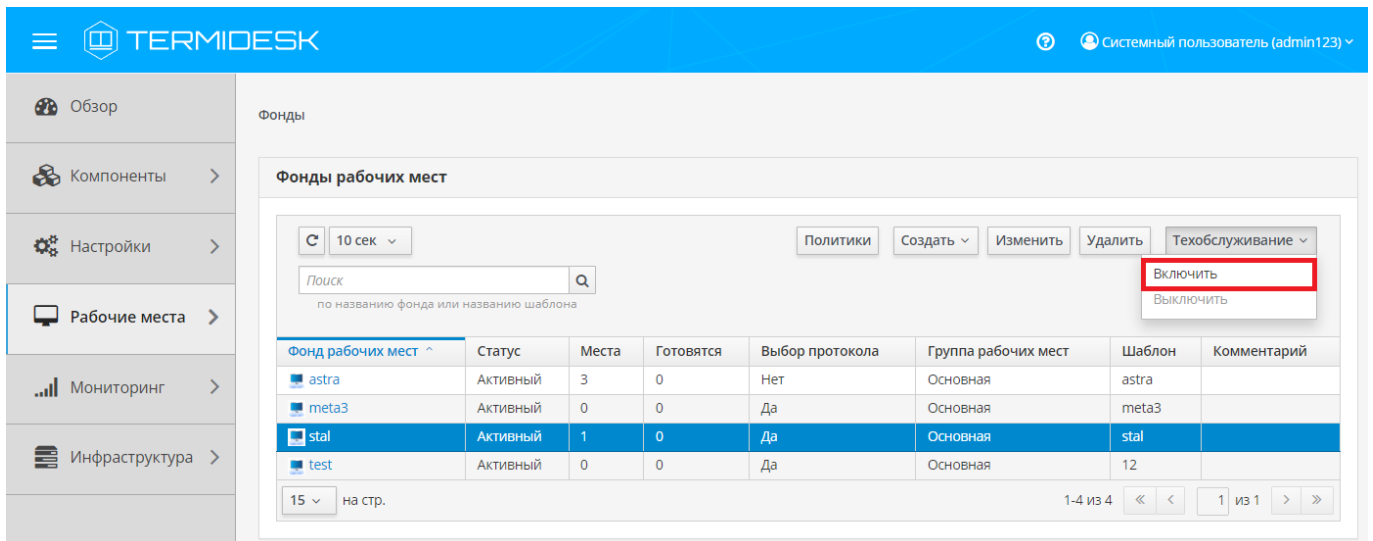 TERMIDESK
Системный пользователь (admin123)
Обзор
Компоненты
Настройки
Рабочие места
Мониторинг
Инфраструктура
Фонды
Фонды рабочих мест
10 сек Политики Создать Изменить Удалить Техобслуживание
Включить
Выключить
Поиск
по названию фонда или названию шаблона
Фонд рабочих мест Статус Места Готовятся Выбор протокола Группа рабочих мест Шаблон Комментарий
astra Активный 3 0 Нет Основная astra
meta3 Активный 0 0 Да Основная meta3
stal Активный 1 0 Да Основная stal
test Активный 0 0 Да Основная 12
15 на стр. 1-4 из 4 « < 1 из 1 > »